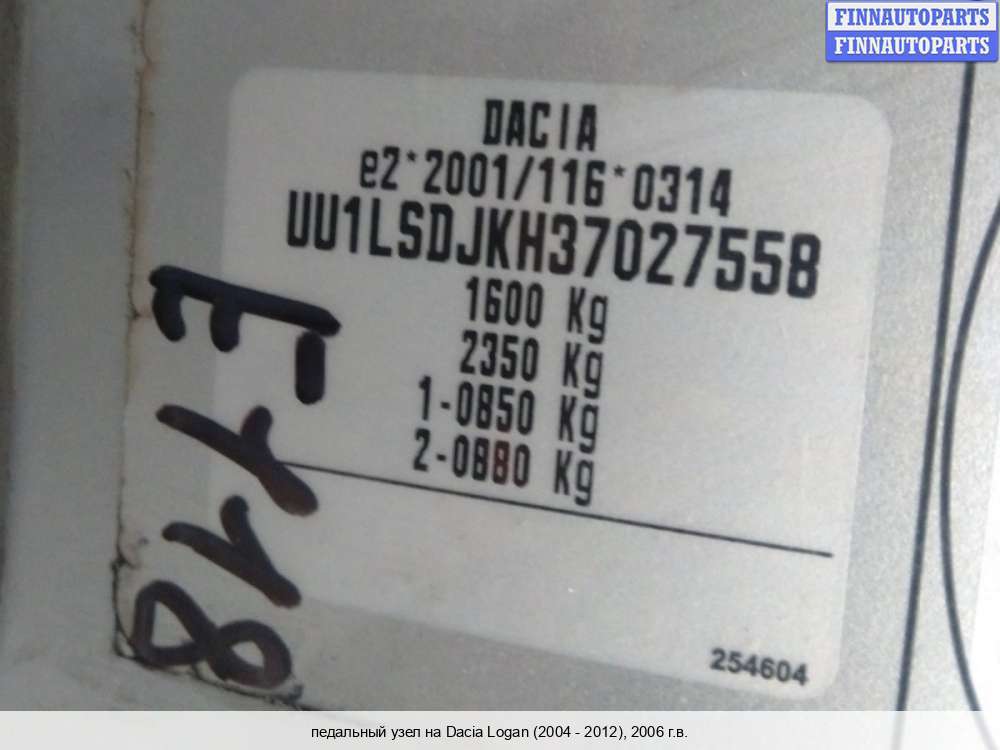 FINNAUTOPARTS
FINNAUTOPARTS
DACIA
e2*2001/116*0314
UU1LSDJKH37027558
1600 Kg
2350 Kg
1-0850 Kg
2-0880 Kg
254604
педальный узел на Dacia Logan (2004 - 2012), 2006 г.в.